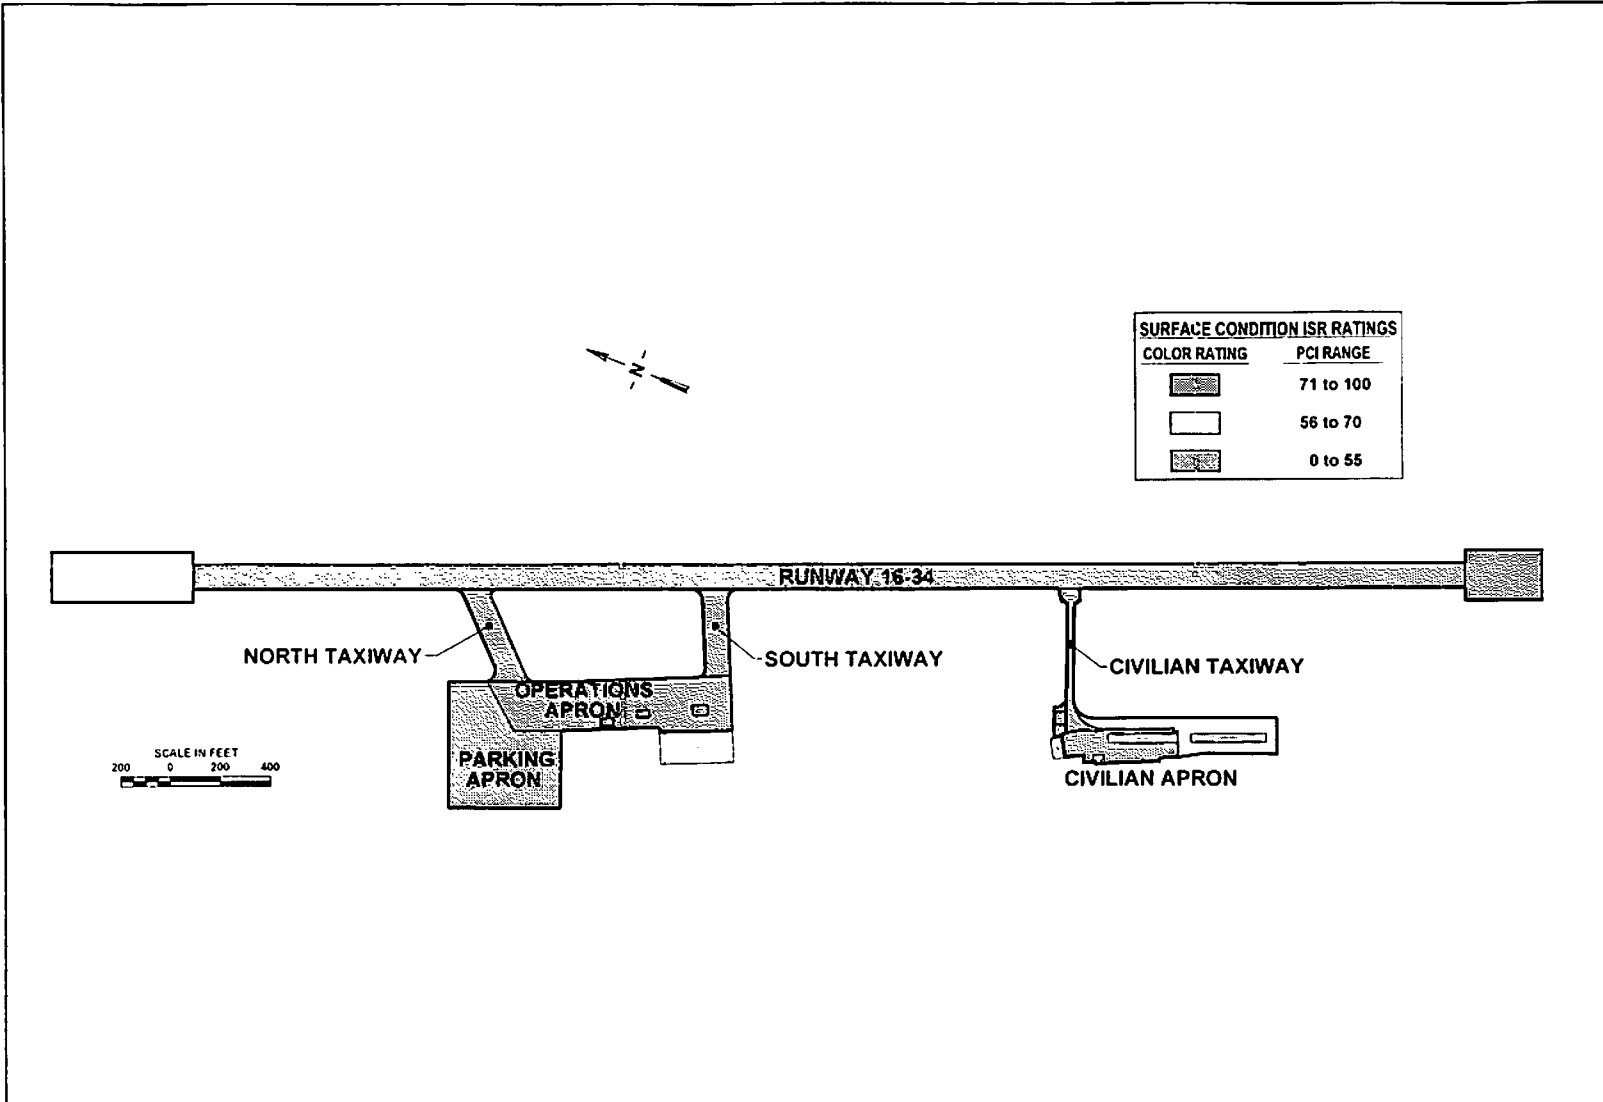 N
SURFACE CONDITION ISR RATINGS
COLOR RATING PCI RANGE
71 to 100
56 to 70
0 to 55
RUNWAY 16-34
NORTH TAXIWAY
SOUTH TAXIWAY
CIVILIAN TAXIWAY
OPERATIONS
APRON
PARKING
APRON
CIVILIAN APRON
SCALE IN FEET
200 0 200 400